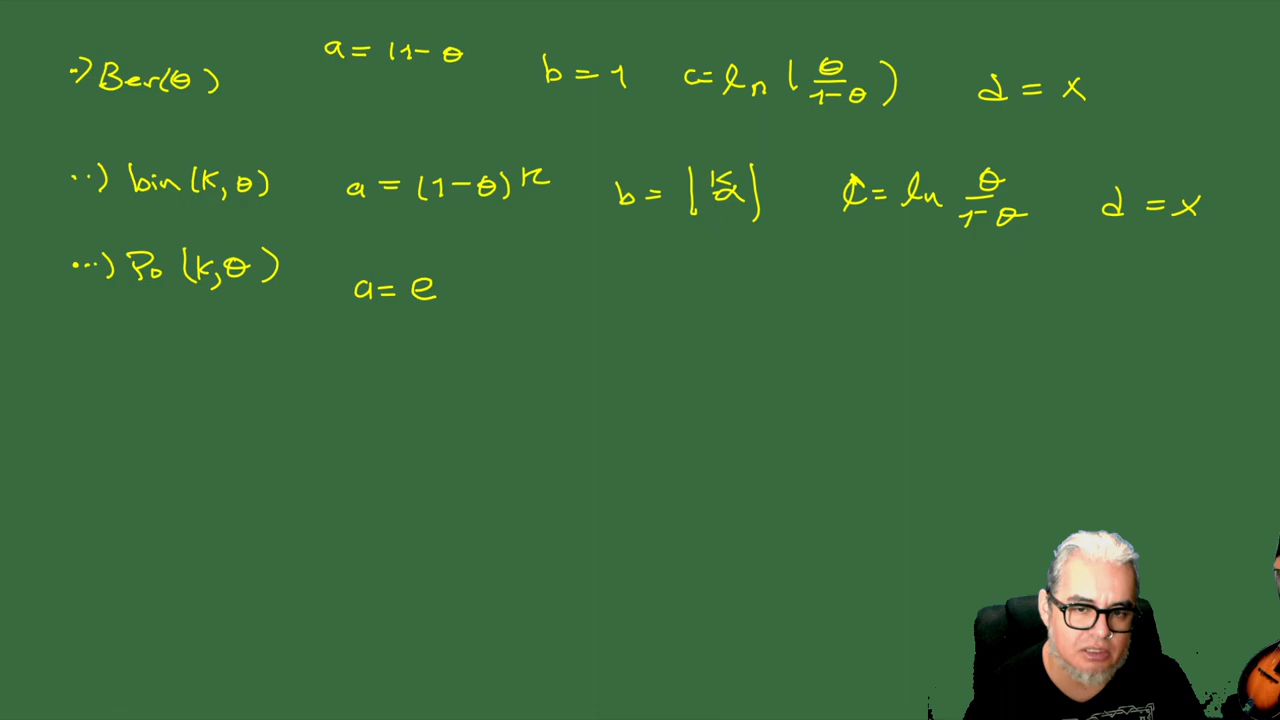 ·) Ber(θ) a = (1-θ b = 1 c = ln(θ/(1-θ)) d = x
··) bin(k, θ) a = (1-θ)^k b = (k x) c = ln θ/(1-θ) d = x
···) Po (k, θ) a = e